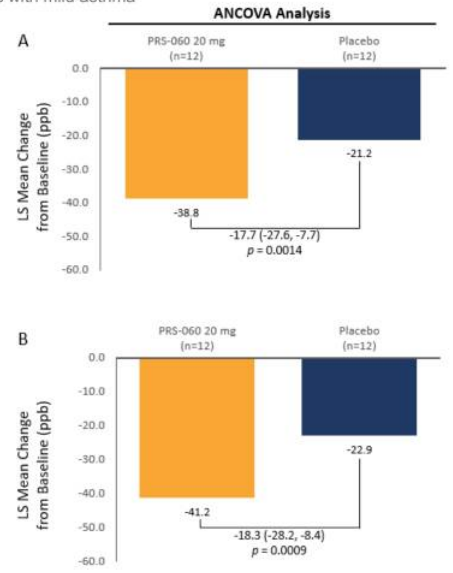 with mild asthma
ANCOVA Analysis
A
PRS-060 20 mg
(n=12)
Placebo
(n=12)
LS Mean Change
from Baseline (ppb)
0.0
-10.0
-20.0
-30.0
-40.0
-50.0
-60.0
-21.2
-38.8
-17.7 (-27.6, -7.7)
p = 0.0014
B
PRS-060 20 mg
(n=12)
Placebo
(n=12)
LS Mean Change
from Baseline (ppb)
0.0
-10.0
-20.0
-30.0
-40.0
-50.0
-60.0
-22.9
-41.2
-18.3 (-28.2, -8.4)
p = 0.0009